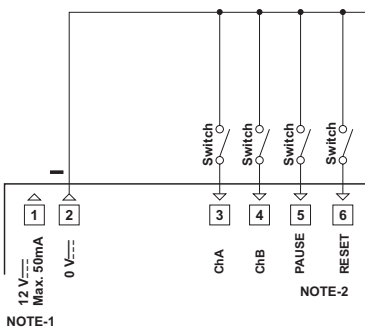 Switch
Switch
Switch
Switch
1
2
3
4
5
6
12 V
Max. 50mA
0 V
ChA
ChB
PAUSE
RESET
NOTE-2
NOTE-1